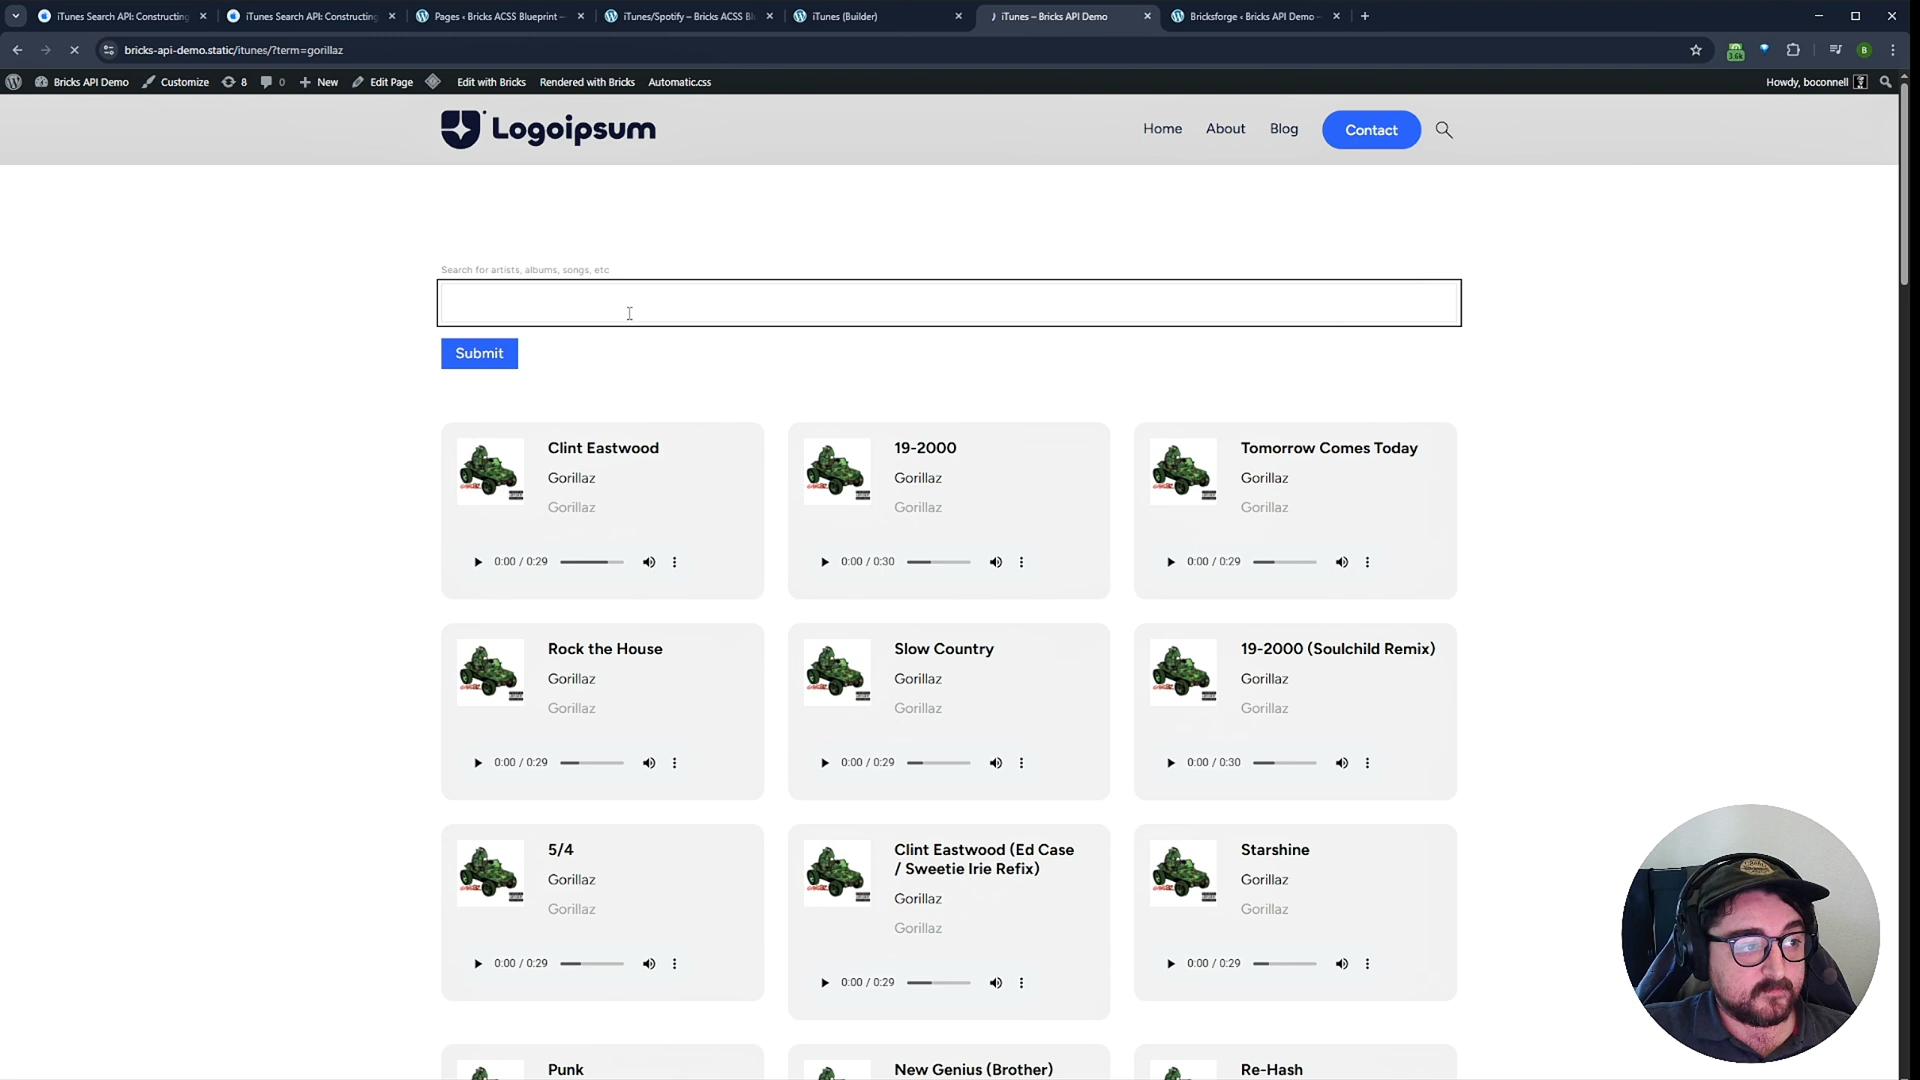 iTunes Search API: Constructing
iTunes Search API: Constructing
Pages ‹ Bricks ACSS Blueprint —
iTunes/Spotify – Bricks ACSS Bl
iTunes (Builder)
iTunes – Bricks API Demo
Bricksforge ‹ Bricks API Demo —
bricks-api-demo.static/itunes/?term=gorillaz
3.6k
B
Bricks API Demo
Customize
8
0
New
Edit Page
Edit with Bricks
Rendered with Bricks
Automatic.css
Howdy, boconnell
Logoipsum
Home
About
Blog
Contact
Search for artists, albums, songs, etc
Submit
Clint Eastwood
Gorillaz
Gorillaz
0:00 / 0:29
19-2000
Gorillaz
Gorillaz
0:00 / 0:30
Tomorrow Comes Today
Gorillaz
Gorillaz
0:00 / 0:29
Rock the House
Gorillaz
Gorillaz
0:00 / 0:29
Slow Country
Gorillaz
Gorillaz
0:00 / 0:29
19-2000 (Soulchild Remix)
Gorillaz
Gorillaz
0:00 / 0:30
5/4
Gorillaz
Gorillaz
0:00 / 0:29
Clint Eastwood (Ed Case
/ Sweetie Irie Refix)
Gorillaz
Gorillaz
0:00 / 0:29
Starshine
Gorillaz
Gorillaz
0:00 / 0:29
Punk
New Genius (Brother)
Re-Hash